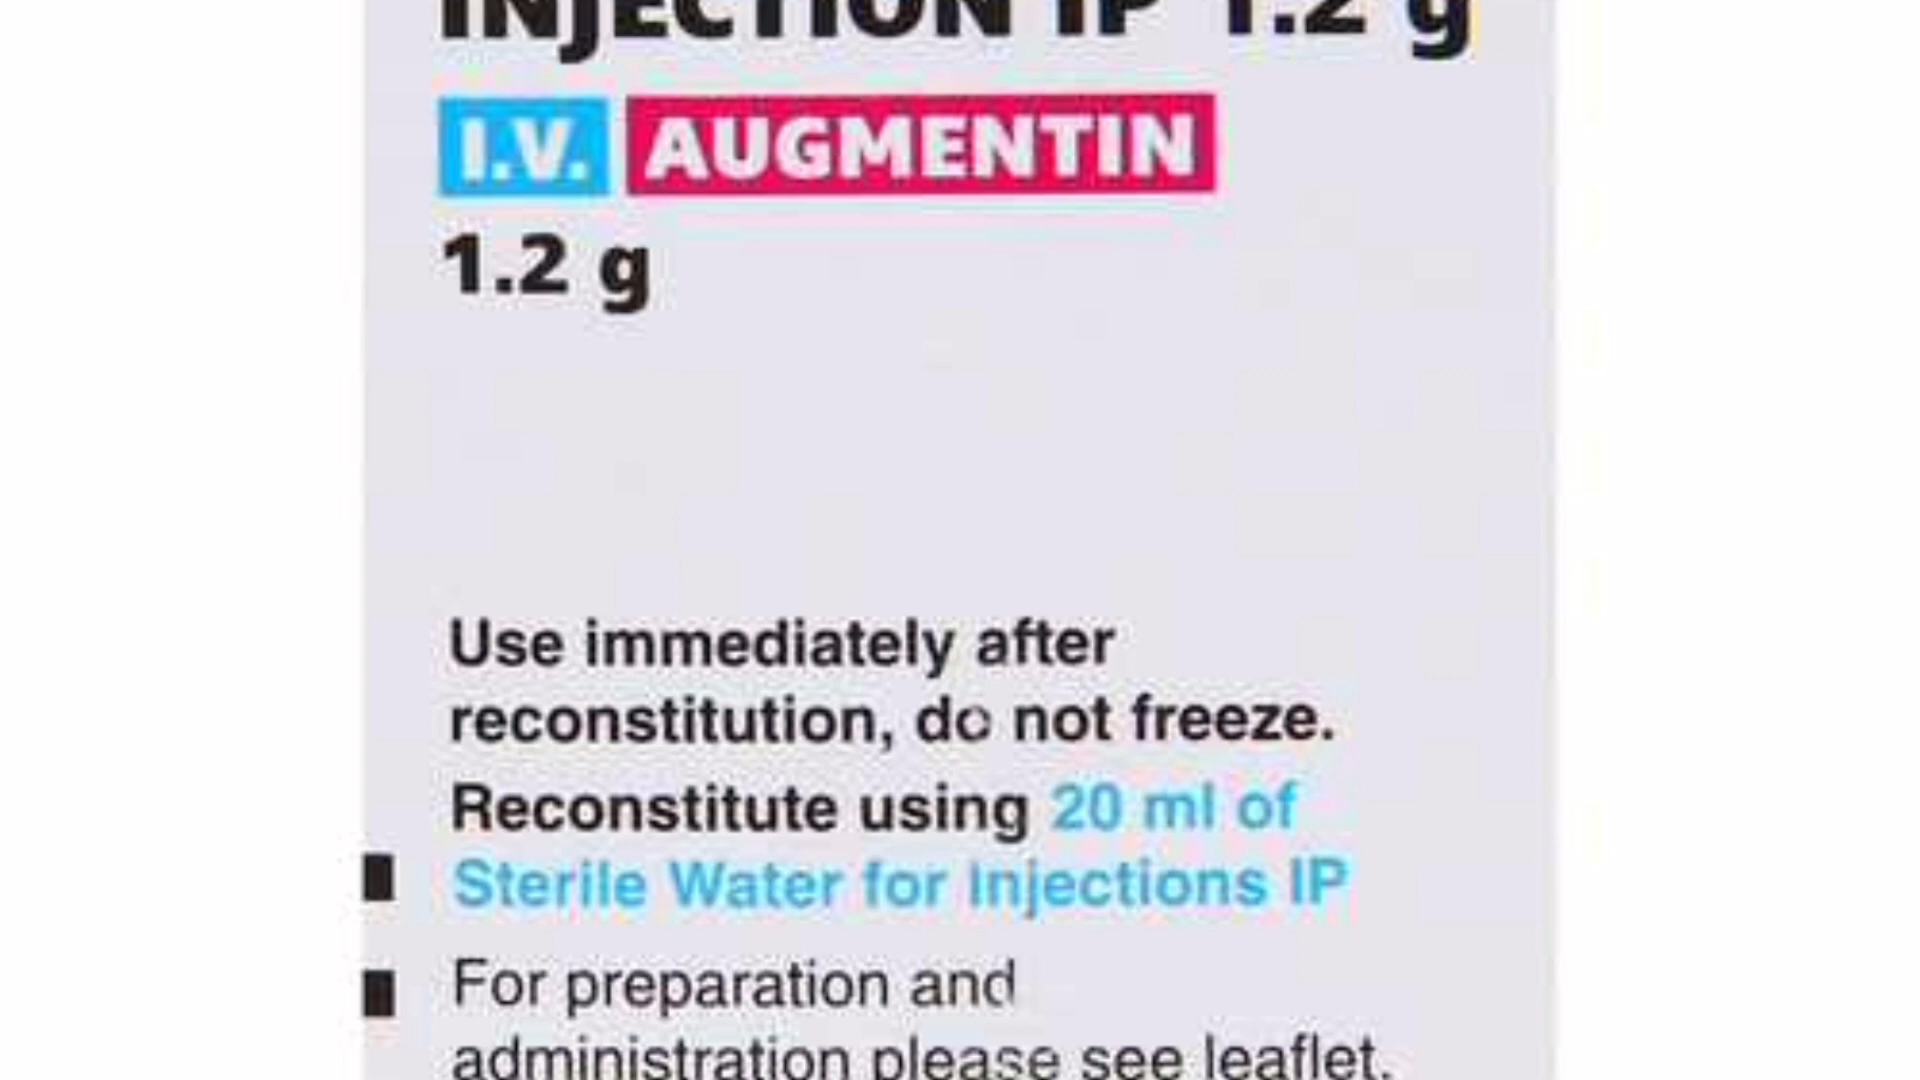 INJECTION IP 1.2 g
I.V. AUGMENTIN
1.2 g
Use immediately after
reconstitution, do not freeze.
Reconstitute using 20 ml of
Sterile Water for Injections IP
For preparation and
administration please see leaflet.